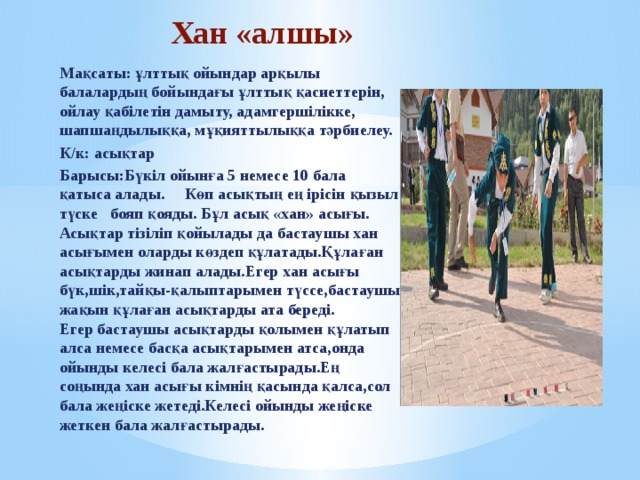 Хан «алшы»
Мақсаты: ұлттық ойындар арқылы
балалардың бойындағы ұлттық қасиеттерін,
ойлау қабілетін дамыту, адамгершілікке,
шапшаңдылыққа, мұқияттылыққа тәрбиелеу.
К/к: асықтар
Барысы:Бүкіл ойынға 5 немесе 10 бала
қатыса алады. Көп асықтың ең ірісін қызыл
түске бояп қояды. Бұл асық «хан» асығы.
Асықтар тізіліп қойылады да бастаушы хан
асығымен оларды көздеп құлатады.Құлаған
асықтарды жинап алады.Егер хан асығы
бүк,шік,тайқы-қалыптарымен түссе,бастаушы
жақын құлаған асықтарды ата береді.
Егер бастаушы асықтарды қолымен құлатып
алса немесе басқа асықтарымен атса,онда
ойынды келесі бала жалғастырады.Ең
соңында хан асығы кімнің қасында қалса,сол
бала жеңіске жетеді.Келесі ойынды жеңіске
жеткен бала жалғастырады.